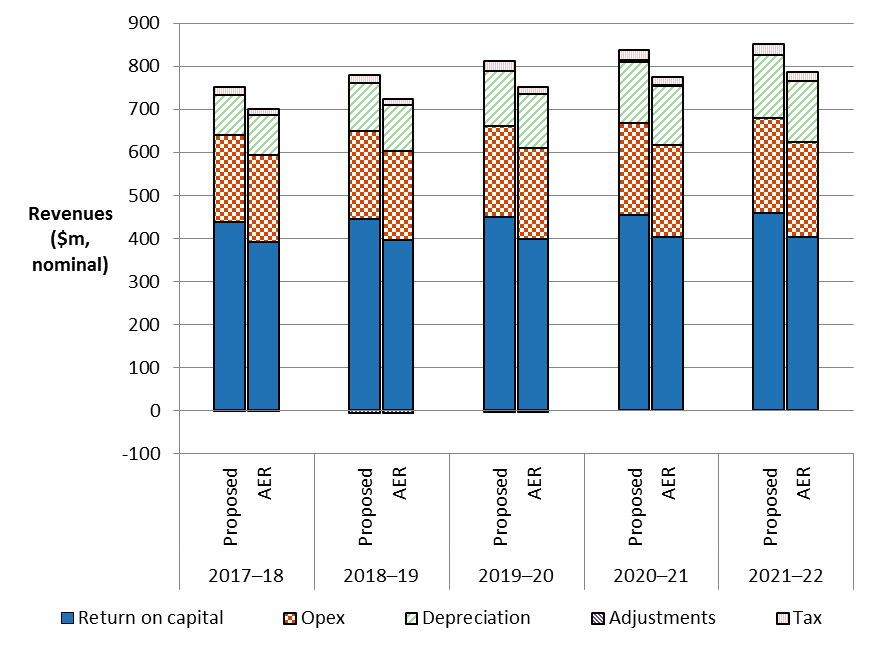 900
800
700
600
500
400
300
200
100
0
-100
Revenues
($m,
nominal)
Proposed AER Proposed AER Proposed AER Proposed AER Proposed AER
2017–18 2018–19 2019–20 2020–21 2021–22
Return on capital Opex Depreciation Adjustments Tax